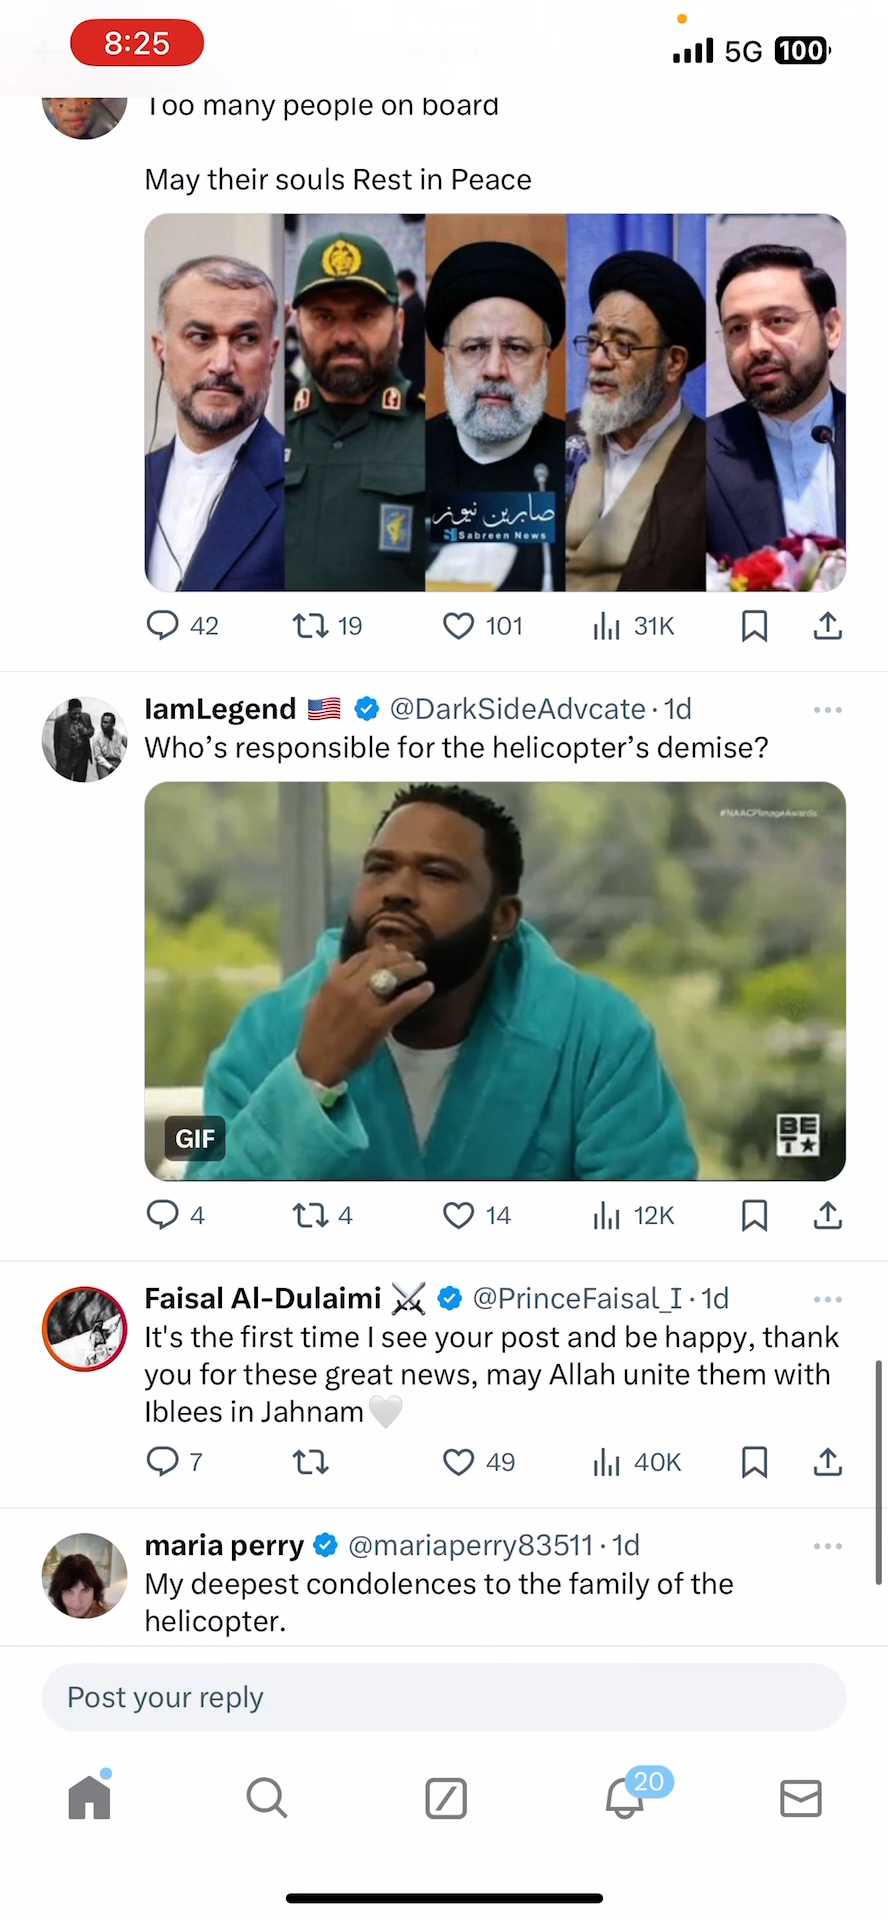 8:25
5G 100
Too many people on board
May their souls Rest in Peace
صابرين نيوز
Sabreen News
42 19 101 31K
IamLegend 🇺🇸 @DarkSideAdvcate · 1d
Who's responsible for the helicopter's demise?
#NAACPImageAwards
GIF
BE
T★
4 4 14 12K
Faisal Al-Dulaimi ⚔️ @PrinceFaisal_I · 1d
It's the first time I see your post and be happy, thank
you for these great news, may Allah unite them with
Iblees in Jahnam🤍
7 49 40K
maria perry @mariaperry83511 · 1d
My deepest condolences to the family of the
helicopter.
Post your reply
20